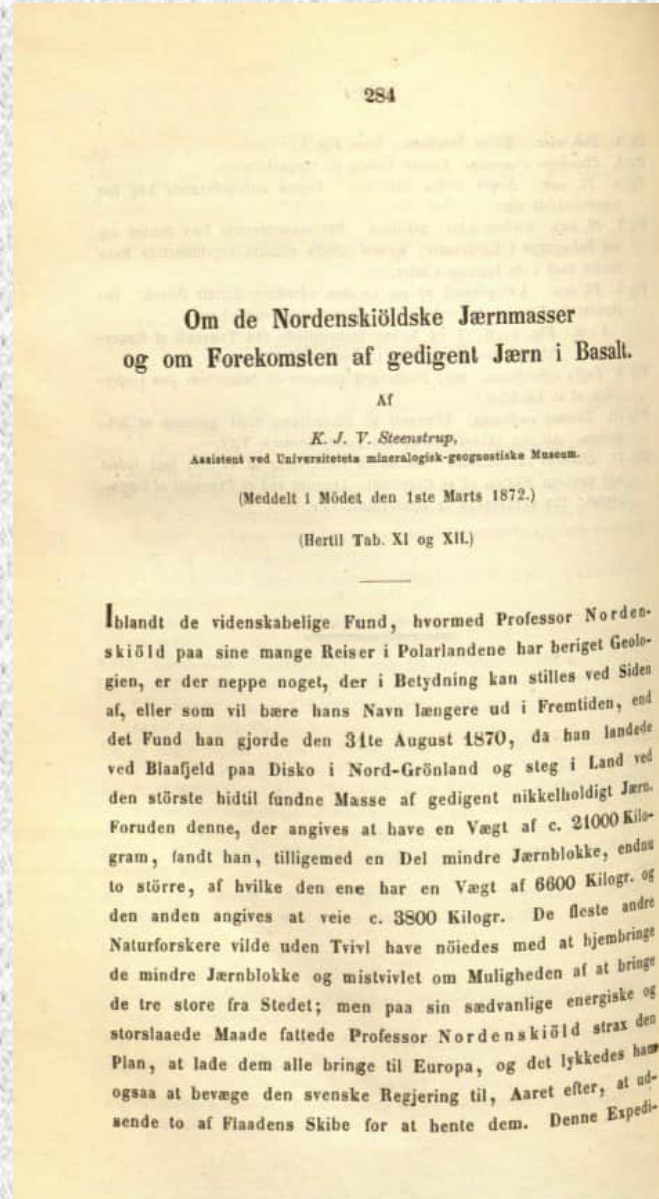 284
Om de Nordenskiöldske Jærnmasser
og om Forekomsten af gedigent Jærn i Basalt.
Af
K. J. V. Steenstrup,
Assistent ved Universitetets mineralogisk-geognostiske Museum.
(Meddelt i Mödet den 1ste Marts 1872.)
(Hertil Tab. XI og XII.)
Iblandt de videnskabelige Fund, hvormed Professor Norden-
skiöld paa sine mange Reiser i Polarlandene har beriget Geolo-
gien, er der neppe noget, der i Betydning kan stilles ved Siden
af, eller som vil bære hans Navn længere ud i Fremtiden, end
det Fund han gjorde den 31te August 1870, da han landede
ved Blaafjeld paa Disko i Nord-Grönland og steg i Land ved
den störste hidtil fundne Masse af gedigent nikkelholdigt Jærn.
Foruden denne, der angives at have en Vægt af c. 21000 Kilo-
gram, fandt han, tilligemed en Del mindre Jærnblokke, endnu
to större, af hvilke den ene har en Vægt af 6600 Kilogr. og
den anden angives at veie c. 3800 Kilogr. De fleste andre
Naturforskere vilde uden Tvivl have nöiedes med at hjembringe
de mindre Jærnblokke og mistvivlet om Muligheden af at bringe
de tre store fra Stedet; men paa sin sædvanlige energiske og
storslaaede Maade fattede Professor Nordenskiöld strax den
Plan, at lade dem alle bringe til Europa, og det lykkedes ham
ogsaa at bevæge den svenske Regjering til, Aaret efter, at ud-
sende to af Flaadens Skibe for at hente dem. Denne Expedi-